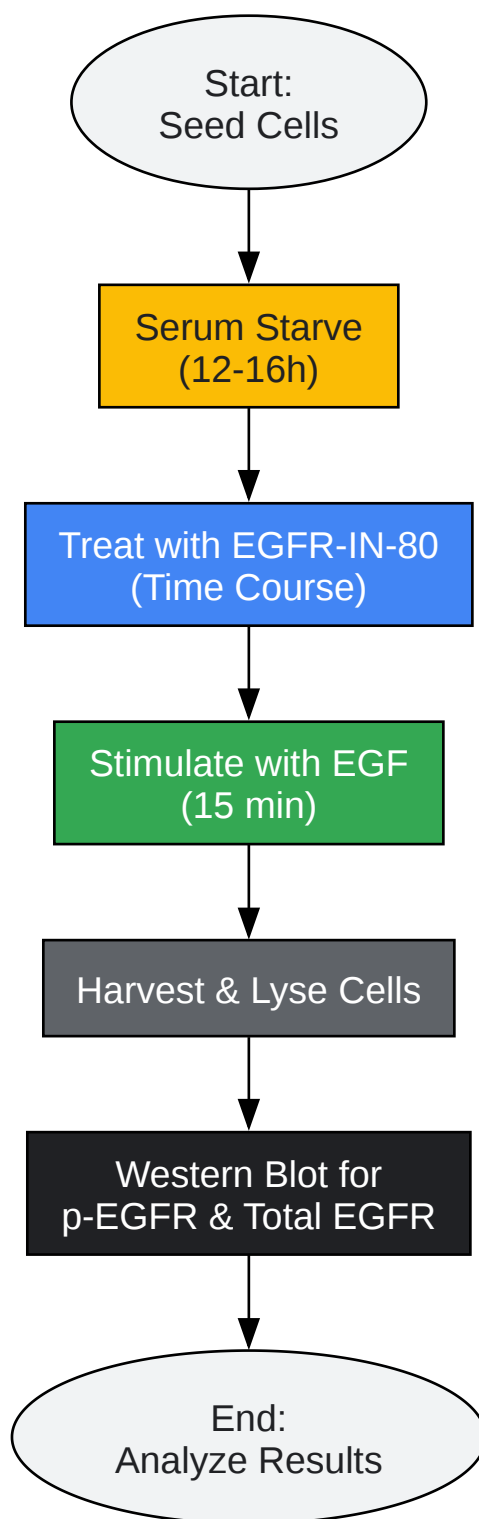 Start:
Seed Cells
Serum Starve
(12-16h)
Treat with EGFR-IN-80
(Time Course)
Stimulate with EGF
(15 min)
Harvest & Lyse Cells
Western Blot for
p-EGFR & Total EGFR
End:
Analyze Results